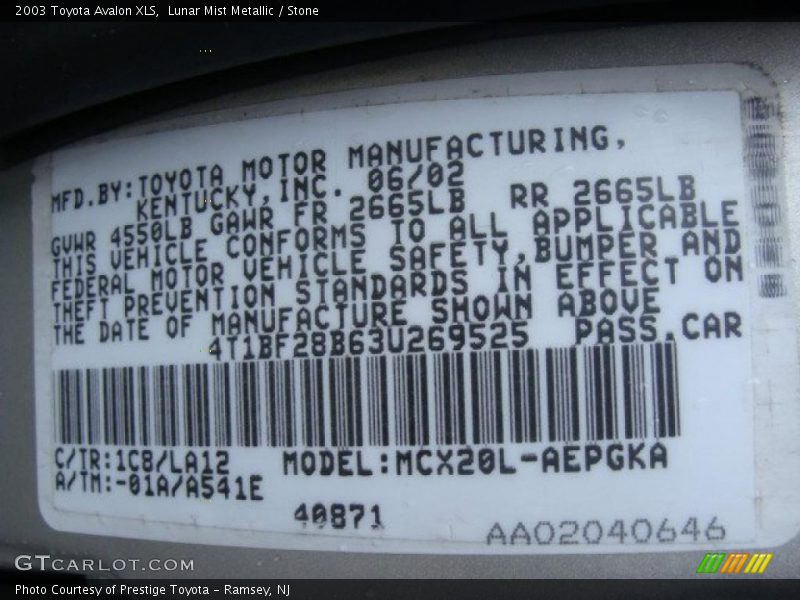 2003 Toyota Avalon XLS,  Lunar Mist Metallic / Stone
MFD.BY:TOYOTA MOTOR MANUFACTURING,
KENTUCKY,INC. 06/02
GVWR 4550LB GAWR FR 2665LB RR 2665LB
THIS VEHICLE CONFORMS TO ALL APPLICABLE
FEDERAL MOTOR VEHICLE SAFETY,BUMPER AND
THEFT PREVENTION STANDARDS IN EFFECT ON
THE DATE OF MANUFACTURE SHOWN ABOVE
4T1BF28B63U269525 PASS.CAR
C/TR:1C8/LA12 MODEL:MCX20L-AEPGKA
A/TM:-01A/A541E
40871
AA02040646
GTCARLOT.COM
Photo Courtesy of Prestige Toyota - Ramsey, NJ